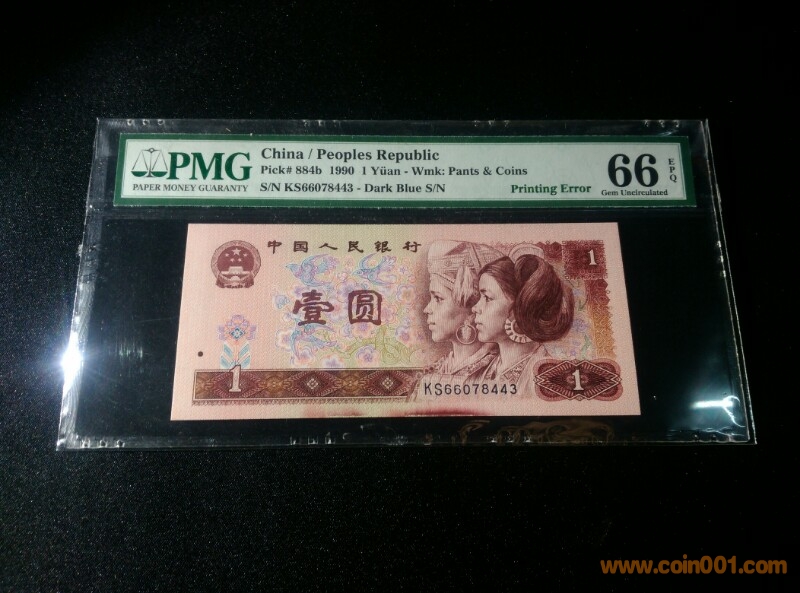 PMG
PAPER MONEY GUARANTY
China / Peoples Republic
Pick# 884b 1990 1 Yüan - Wmk: Pants & Coins
S/N KS66078443 - Dark Blue S/N
Printing Error
66
EPQ
Gem Uncirculated
中国人民银行
1
壹圆
1
KS66078443
1
www.coin001.com